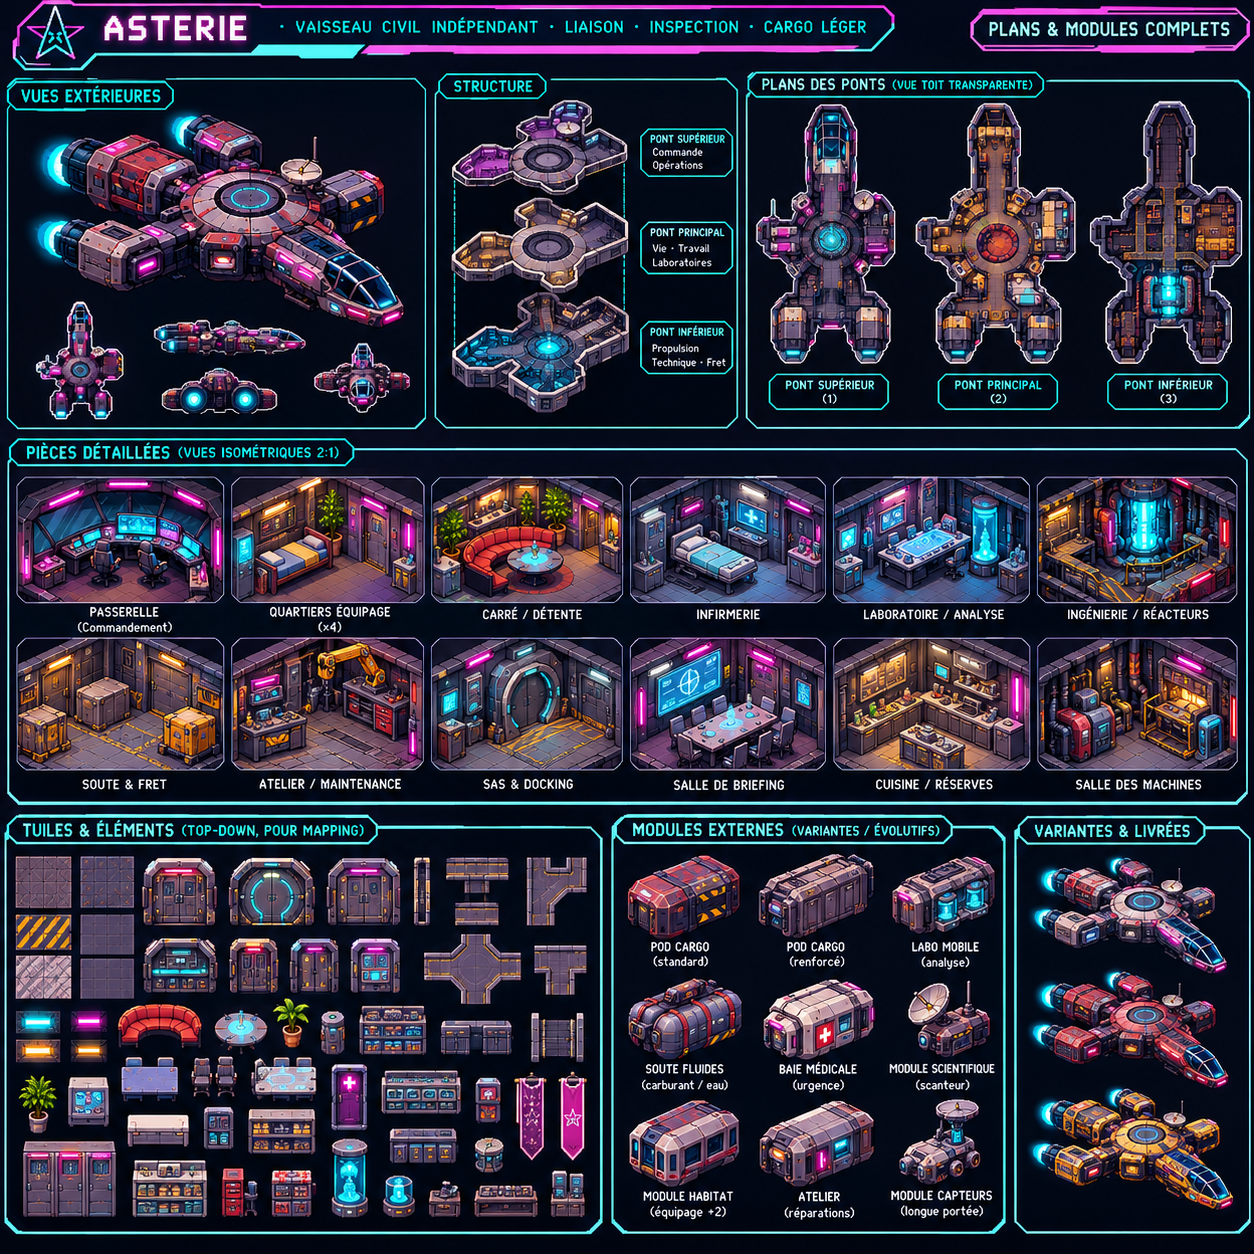 ASTERIE
· VAISSEAU CIVIL INDÉPENDANT · LIAISON · INSPECTION · CARGO LÉGER
PLANS & MODULES COMPLETS
VUES EXTÉRIEURES
STRUCTURE
PONT SUPÉRIEUR
Commande
Opérations
PONT PRINCIPAL
Vie · Travail
Laboratoires
PONT INFÉRIEUR
Propulsion
Technique · Fret
PLANS DES PONTS (VUE TOIT TRANSPARENTE)
PONT SUPÉRIEUR
(1)
PONT PRINCIPAL
(2)
PONT INFÉRIEUR
(3)
PIÈCES DÉTAILLÉES (VUES ISOMÉTRIQUES 2:1)
PASSERELLE
(Commandement)
QUARTIERS ÉQUIPAGE
(x4)
CARRÉ / DÉTENTE
INFIRMERIE
LABORATOIRE / ANALYSE
INGÉNIERIE / RÉACTEURS
SOUTE & FRET
ATELIER / MAINTENANCE
SAS & DOCKING
SALLE DE BRIEFING
CUISINE / RÉSERVES
SALLE DES MACHINES
TUILES & ÉLÉMENTS (TOP-DOWN, POUR MAPPING)
MODULES EXTERNES (VARIANTES / ÉVOLUTIFS)
POD CARGO
(standard)
POD CARGO
(renforcé)
LABO MOBILE
(analyse)
SOUTE FLUIDES
(carburant / eau)
BAIE MÉDICALE
(urgence)
MODULE SCIENTIFIQUE
(scanteur)
MODULE HABITAT
(équipage +2)
ATELIER
(réparations)
MODULE CAPTEURS
(longue portée)
VARIANTES & LIVRÉES